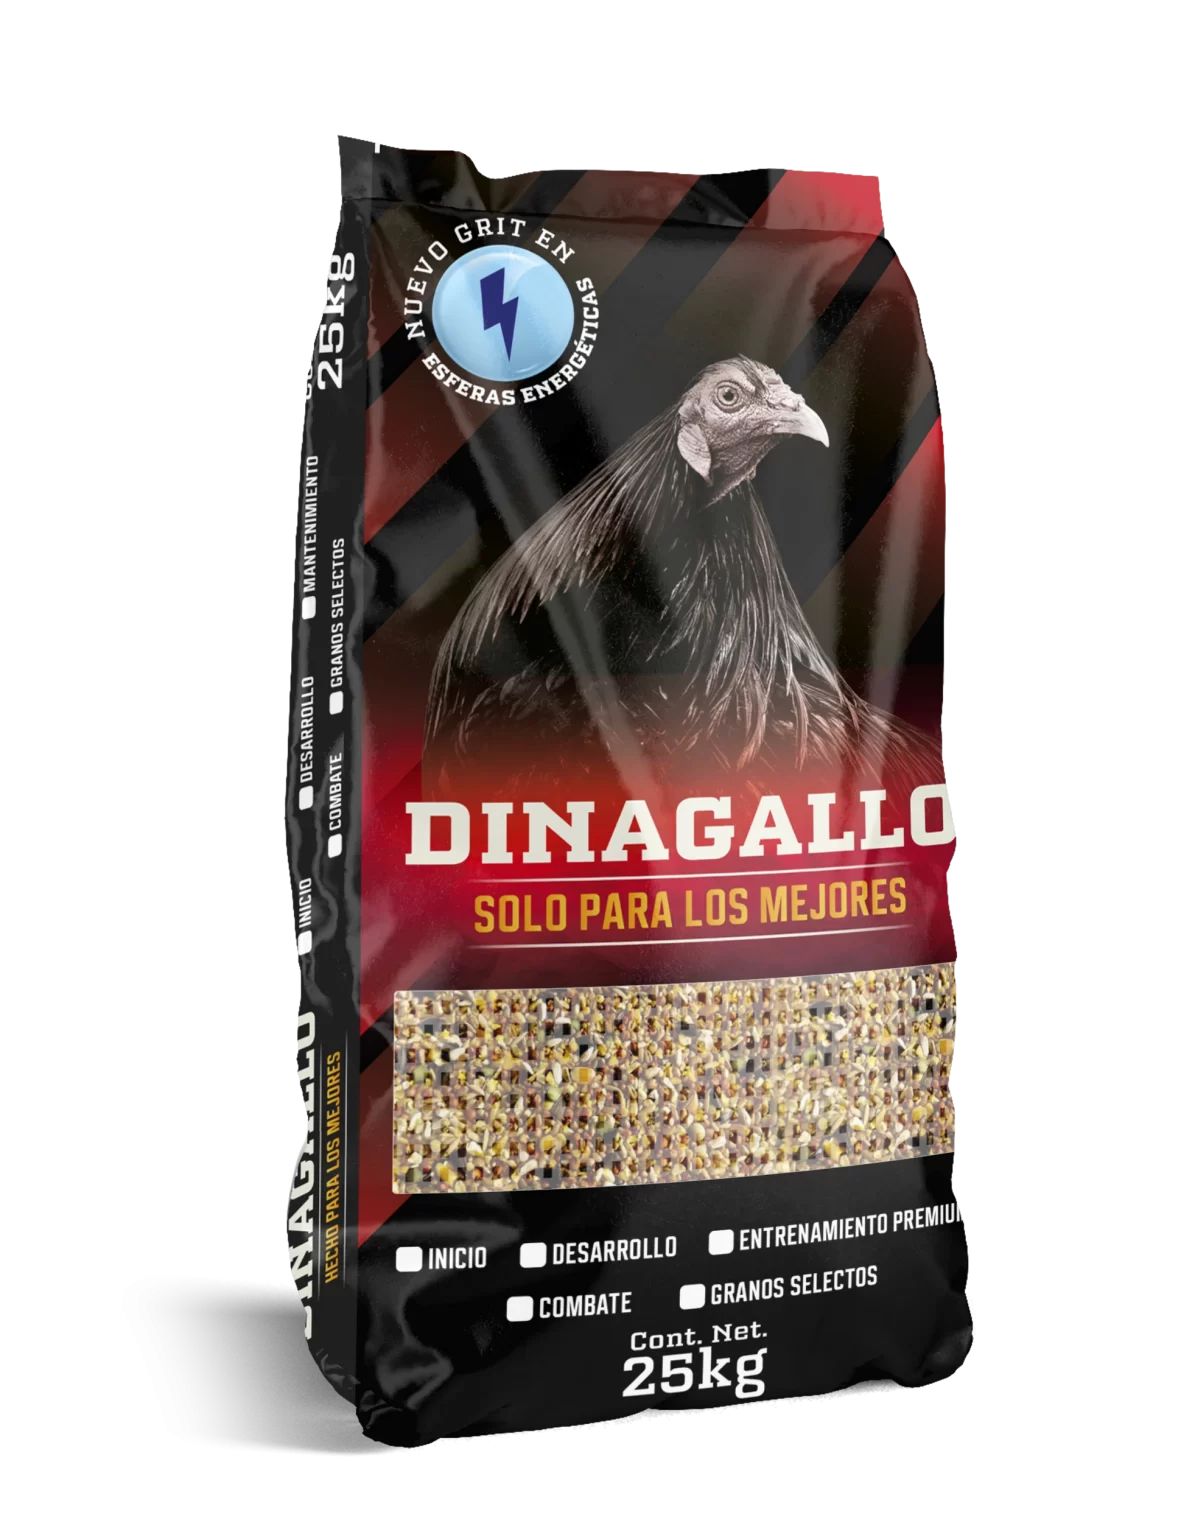 NUEVO GRIT EN
ESFERAS ENERGÉTICAS
DINAGALLO
SOLO PARA LOS MEJORES
INICIO
DESARROLLO
ENTRENAMIENTO
COMBATE
GRANOS SELECTOS
Cont. Net.
25kg
25kg
MANTENIMIENTO
GRANOS SELECTOS
DESARROLLO
COMBATE
INICIO
DINAGALLO
HECHO PARA LOS MEJORES